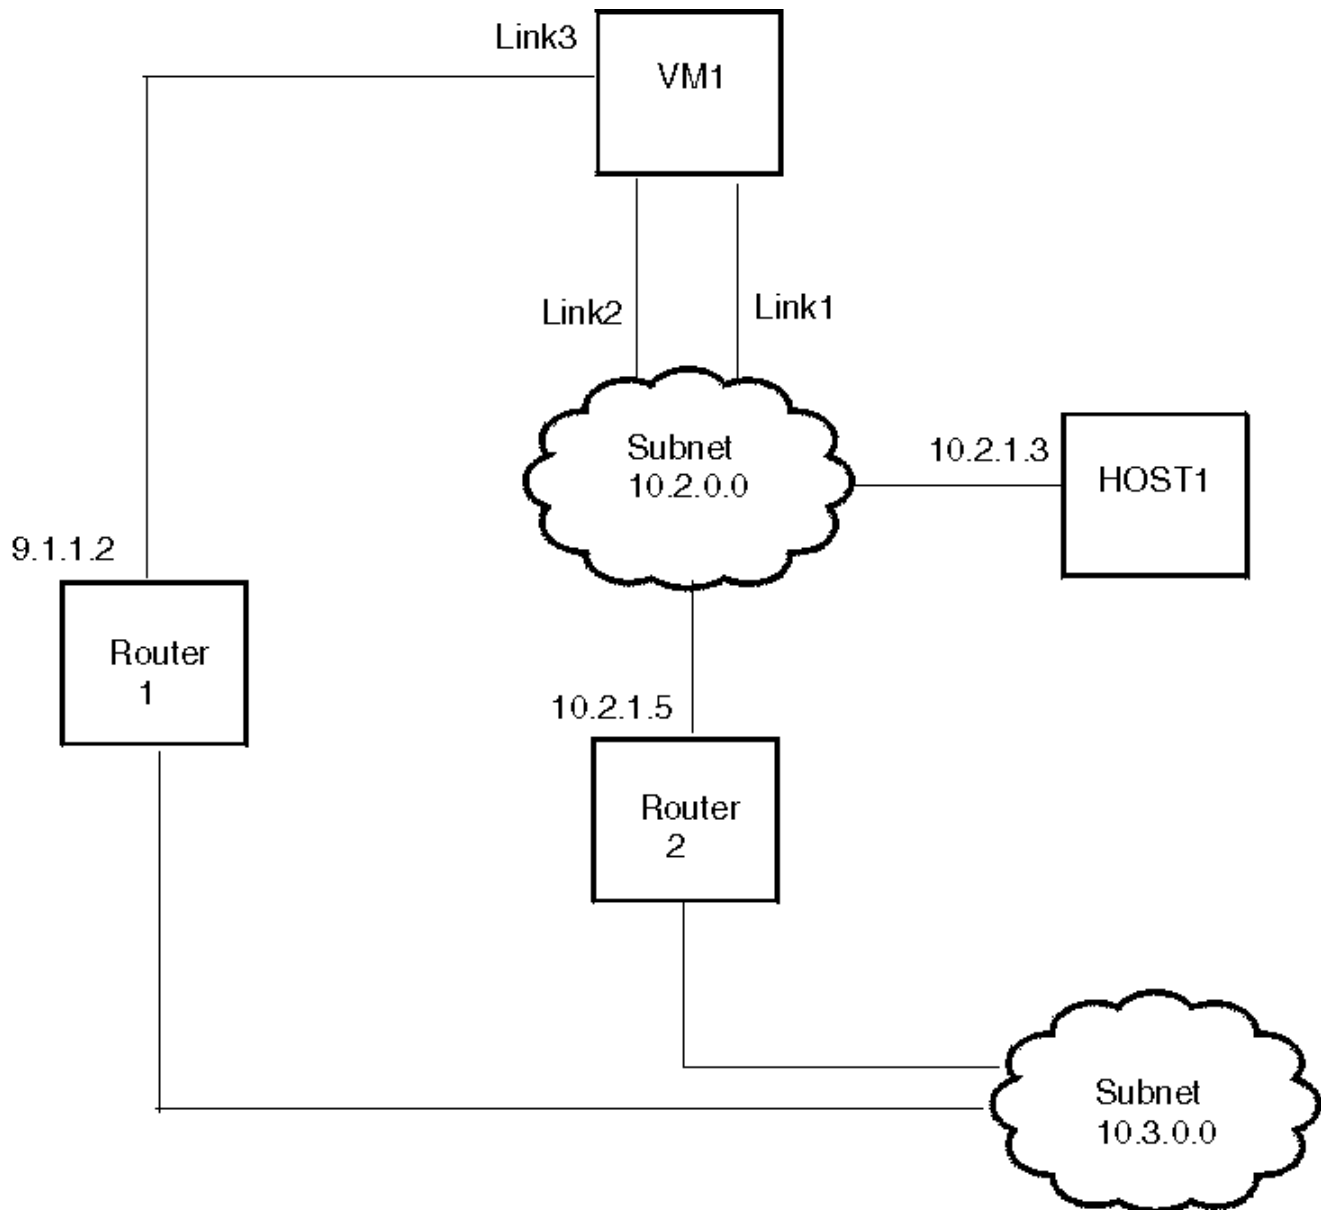 Link3
VM1
Link2
Link1
Subnet
10.2.0.0
10.2.1.3
HOST1
9.1.1.2
Router
1
10.2.1.5
Router
2
Subnet
10.3.0.0